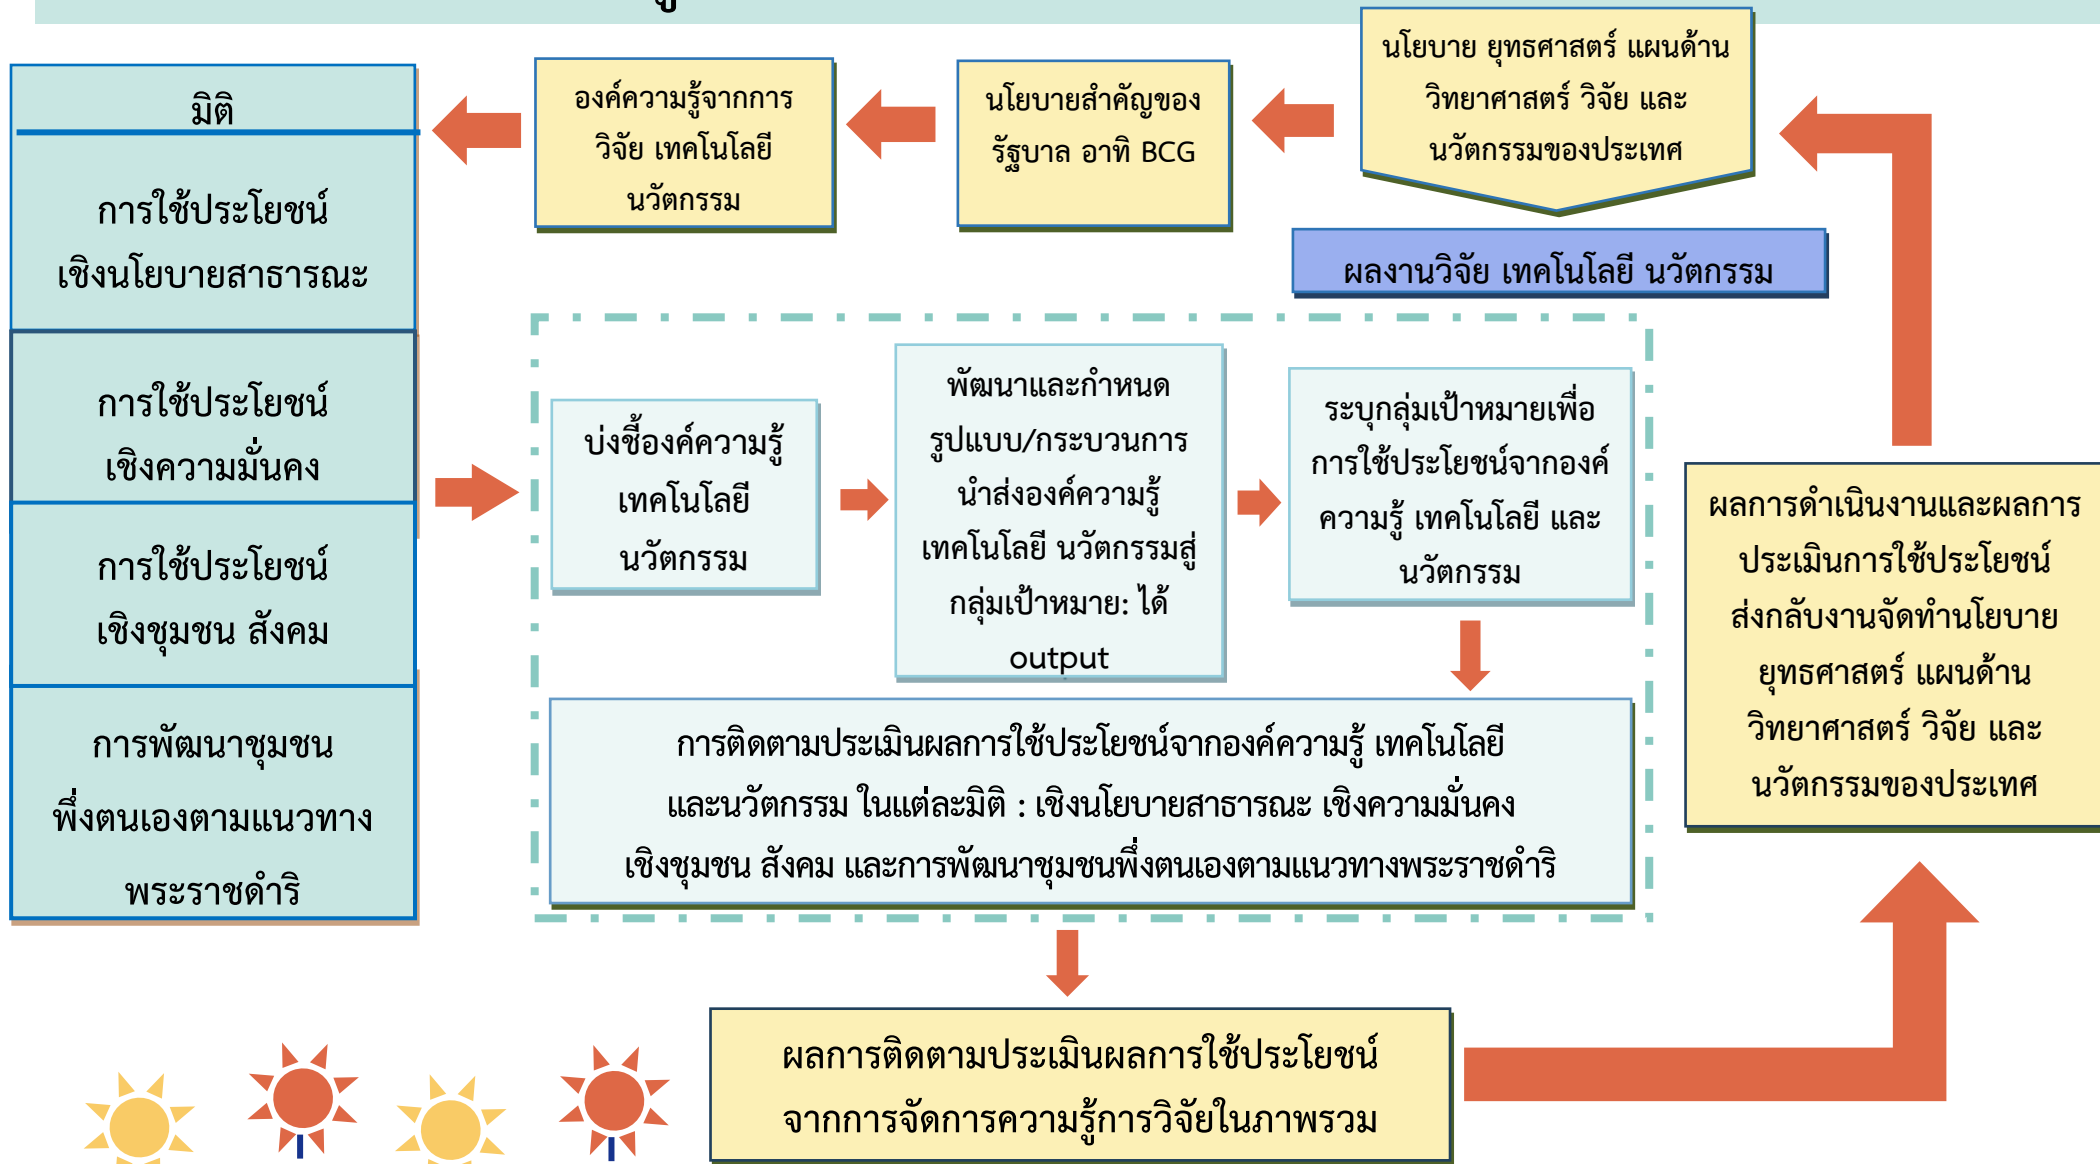 นโยบาย ยุทธศาสตร์ แผนด้าน
วิทยาศาสตร์ วิจัย และ
นวัตกรรมของประเทศ
นโยบายสำคัญของ
รัฐบาล อาทิ BCG
องค์ความรู้จากการ
วิจัย เทคโนโลยี
นวัตกรรม
ผลงานวิจัย เทคโนโลยี นวัตกรรม
มิติ
การใช้ประโยชน์
เชิงนโยบายสาธารณะ
การใช้ประโยชน์
เชิงความมั่นคง
การใช้ประโยชน์
เชิงชุมชน สังคม
การพัฒนาชุมชน
พึ่งตนเองตามแนวทาง
พระราชดำริ
บ่งชี้องค์ความรู้
เทคโนโลยี
นวัตกรรม
พัฒนาและกำหนด
รูปแบบ/กระบวนการ
นำส่งองค์ความรู้
เทคโนโลยี นวัตกรรมสู่
กลุ่มเป้าหมาย: ได้
output
ระบุกลุ่มเป้าหมายเพื่อ
การใช้ประโยชน์จากองค์
ความรู้ เทคโนโลยี และ
นวัตกรรม
การติดตามประเมินผลการใช้ประโยชน์จากองค์ความรู้ เทคโนโลยี
และนวัตกรรม ในแต่ละมิติ : เชิงนโยบายสาธารณะ เชิงความมั่นคง
เชิงชุมชน สังคม และการพัฒนาชุมชนพึ่งตนเองตามแนวทางพระราชดำริ
ผลการติดตามประเมินผลการใช้ประโยชน์
จากการจัดการความรู้การวิจัยในภาพรวม
ผลการดำเนินงานและผลการ
ประเมินการใช้ประโยชน์
ส่งกลับงานจัดทำนโยบาย
ยุทธศาสตร์ แผนด้าน
วิทยาศาสตร์ วิจัย และ
นวัตกรรมของประเทศ